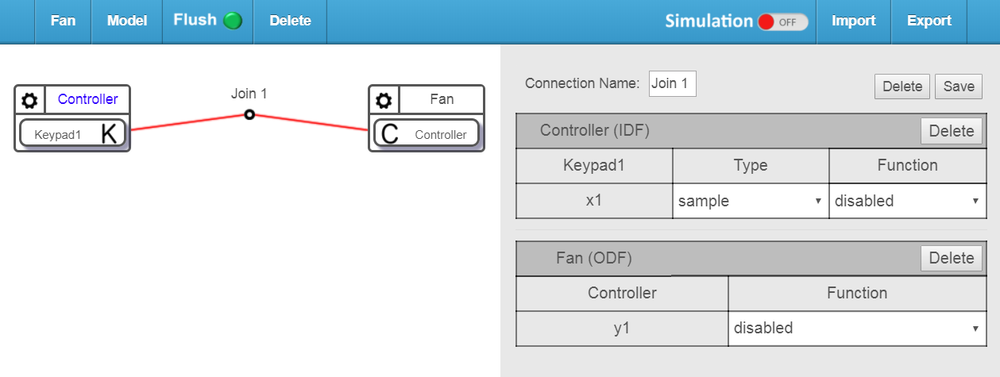 Fan Model Flush Delete Simulation OFF Import Export
Join 1
Controller
Keypad1 K
Fan
C Controller
Connection Name: Join 1 Delete Save
Controller (IDF) Delete
Keypad1 Type Function
x1 sample disabled
Fan (ODF) Delete
Controller Function
y1 disabled